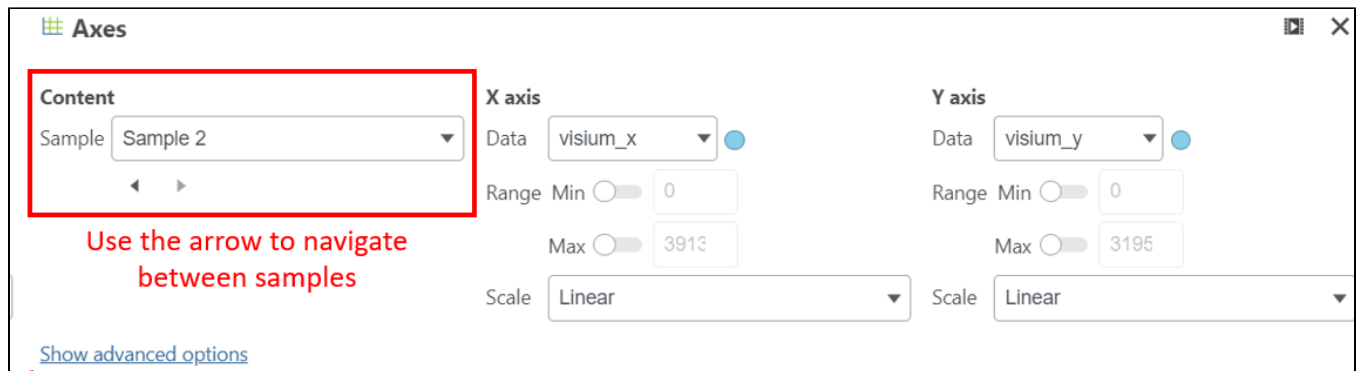 Axes
Content
Sample Sample 2
Use the arrow to navigate
between samples
X axis
Data visium_x
Range Min 0
Max 3913
Scale Linear
Y axis
Data visium_y
Range Min 0
Max 3195
Scale Linear
Show advanced options